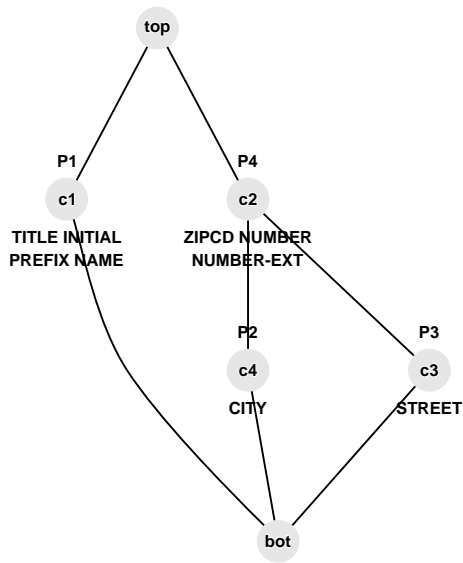 top
P1
P4
c1
c2
TITLE INITIAL
PREFIX NAME
ZIPCD NUMBER
NUMBER-EXT
P2
P3
c4
c3
CITY
STREET
bot